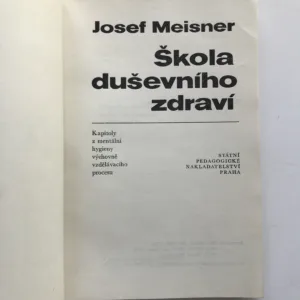 Josef Meisner
Škola
duševního
zdraví
Kapitoly
z mentální
hygieny
výchovně
vzdělávacího
procesu
STÁTNÍ
PEDAGOGICKÉ
NAKLADATELSTVÍ
PRAHA